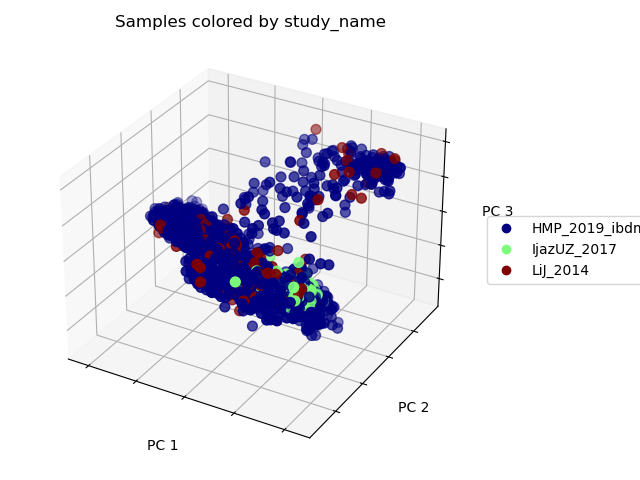 Samples colored by study_name
PC 3
HMP_2019_ibdm
IjazUZ_2017
LiJ_2014
PC 2
PC 1